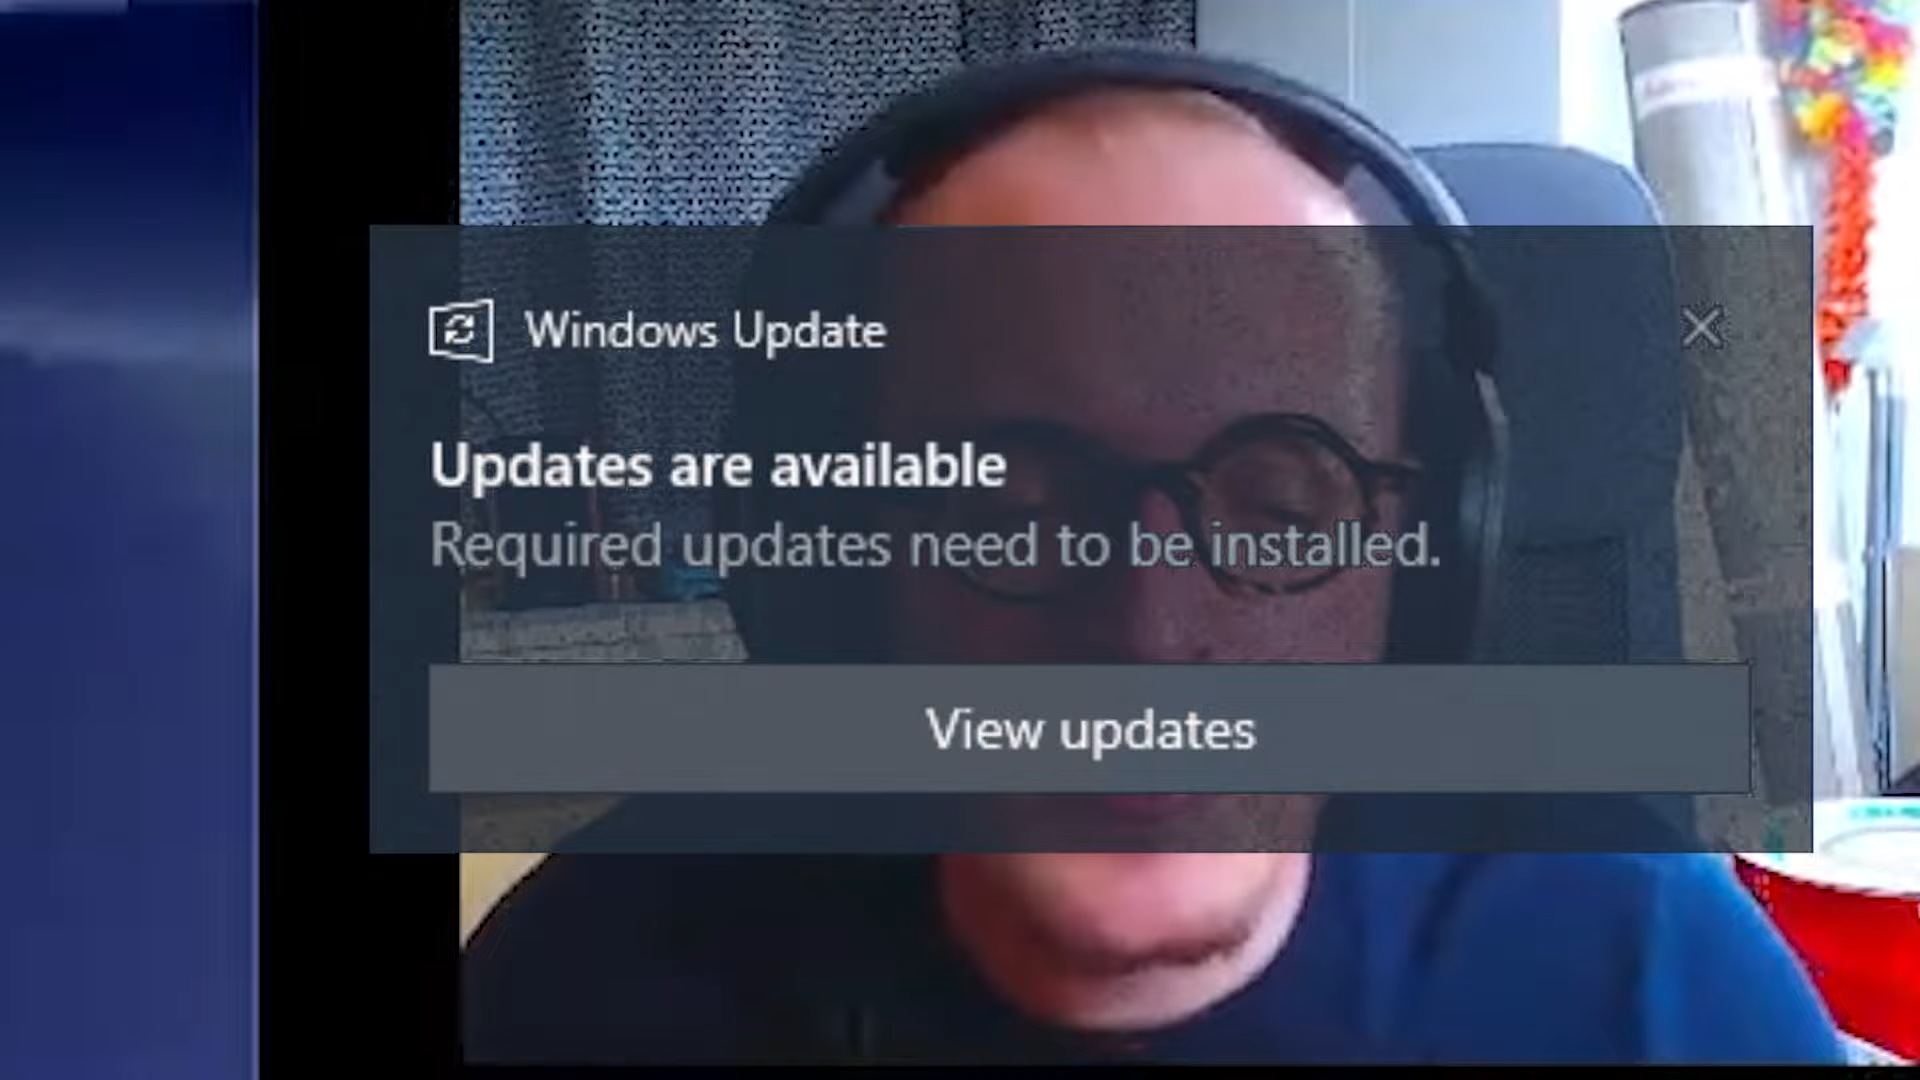 Windows Update
Updates are available
Required updates need to be installed.
View updates